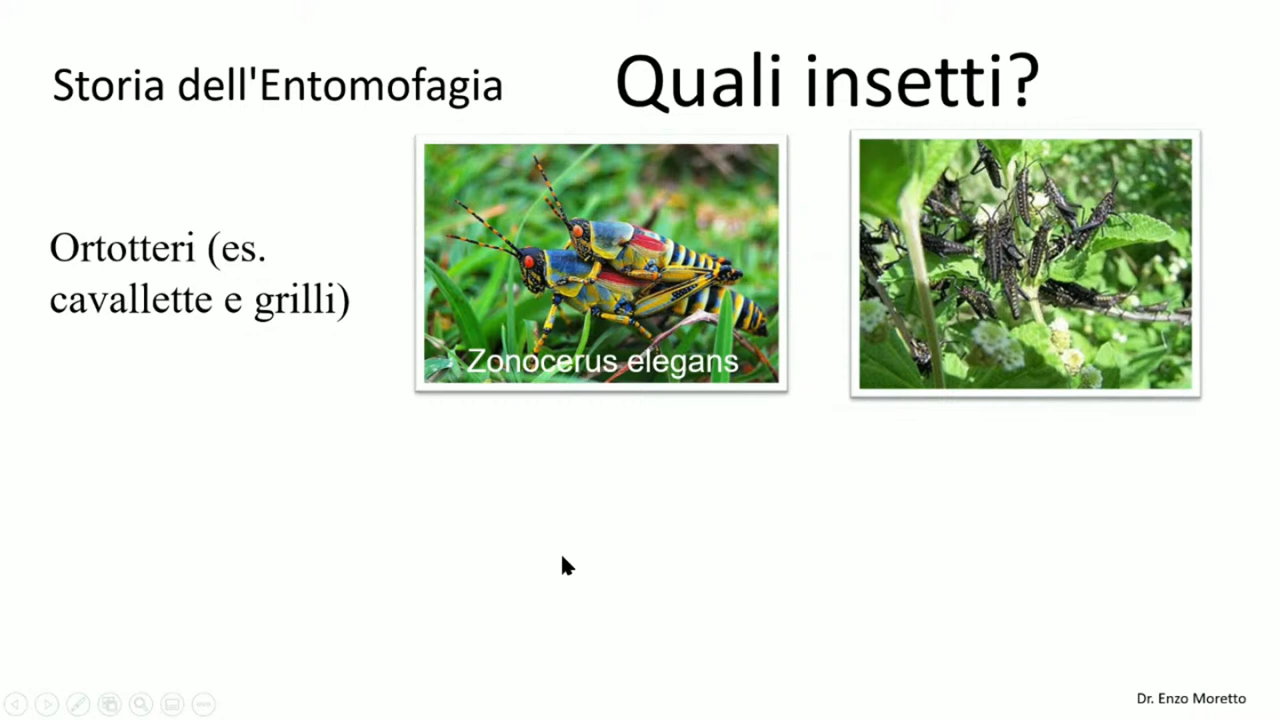 Storia dell'Entomofagia
Quali insetti?
Ortotteri (es.
cavallette e grilli)
Zonocerus elegans
Dr. Enzo Moretto